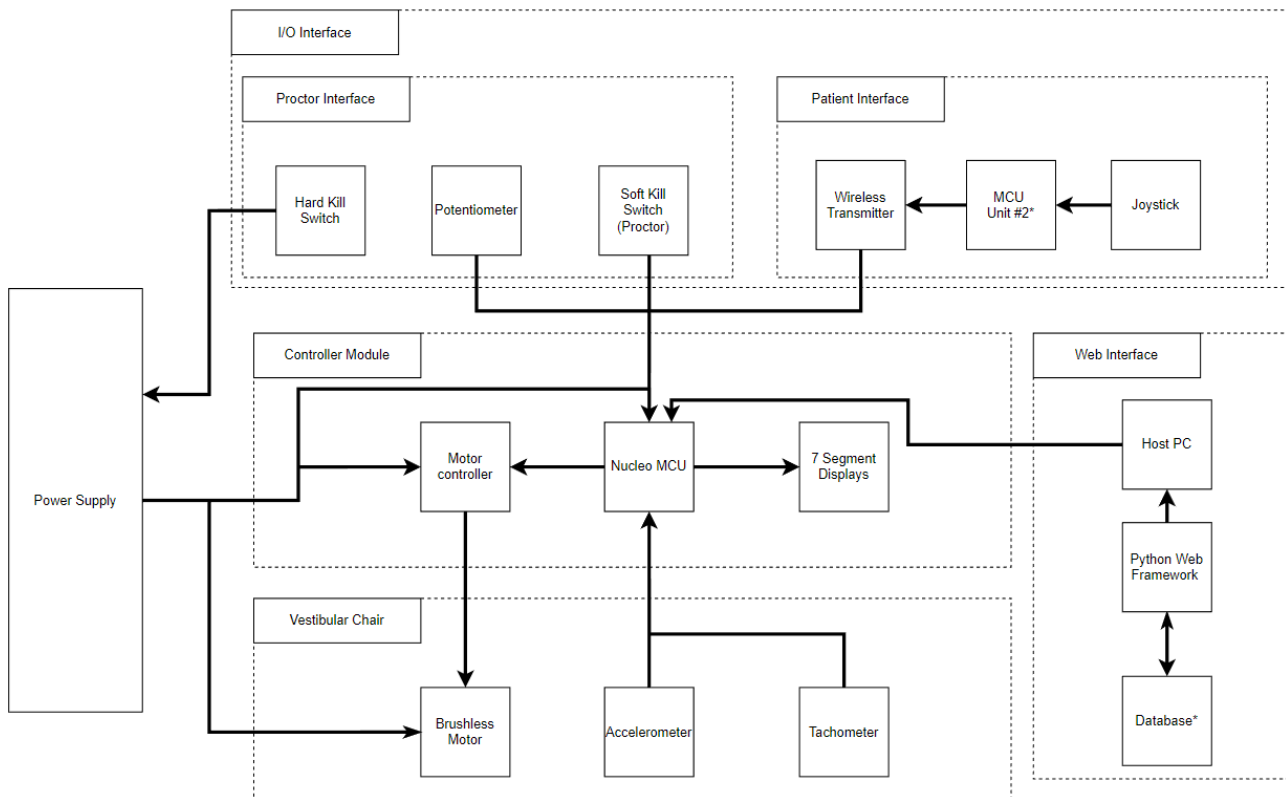 I/O Interface
Proctor Interface
Patient Interface
Hard Kill
Switch
Potentiometer
Soft Kill
Switch
(Proctor)
Wireless
Transmitter
MCU
Unit #2*
Joystick
Controller Module
Web Interface
Motor
controller
Nucleo MCU
7 Segment
Displays
Host PC
Power Supply
Python Web
Framework
Vestibular Chair
Brushless
Motor
Accelerometer
Tachometer
Database*